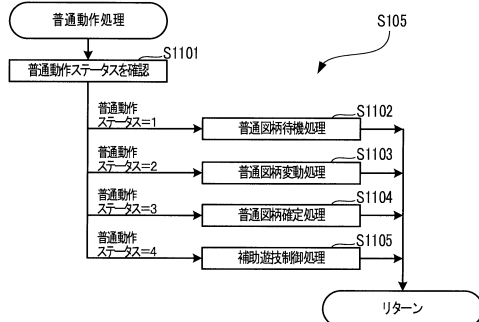 普通動作処理
S105
S1101
普通動作ステータスを確認
普通動作
ステータス=1
S1102
普通図柄待機処理
普通動作
ステータス=2
S1103
普通図柄変動処理
普通動作
ステータス=3
S1104
普通図柄確定処理
普通動作
ステータス=4
S1105
補助遊技制御処理
リターン